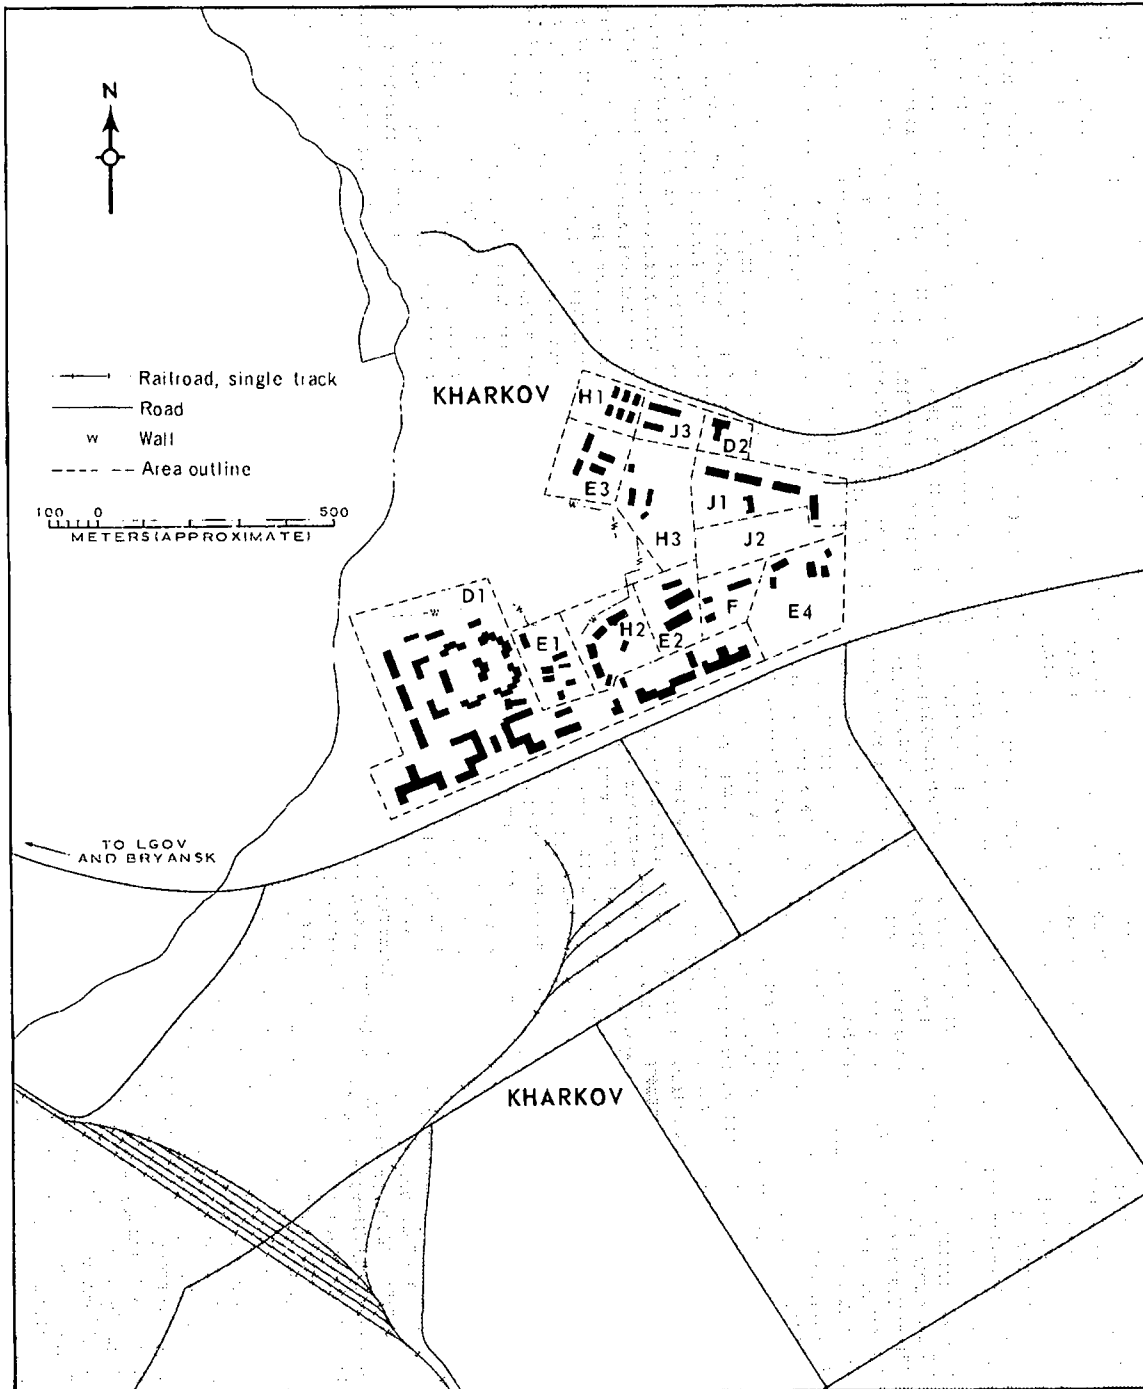 N
Railroad, single track
Road
W Wall
Area outline
100 0 500
METERS (APPROXIMATE)
KHARKOV
H1
J3
D2
E3
W
J1
H3
J2
D1
W
E1
H2
E2
F
E4
TO LGOV
AND BRYANSK
KHARKOV